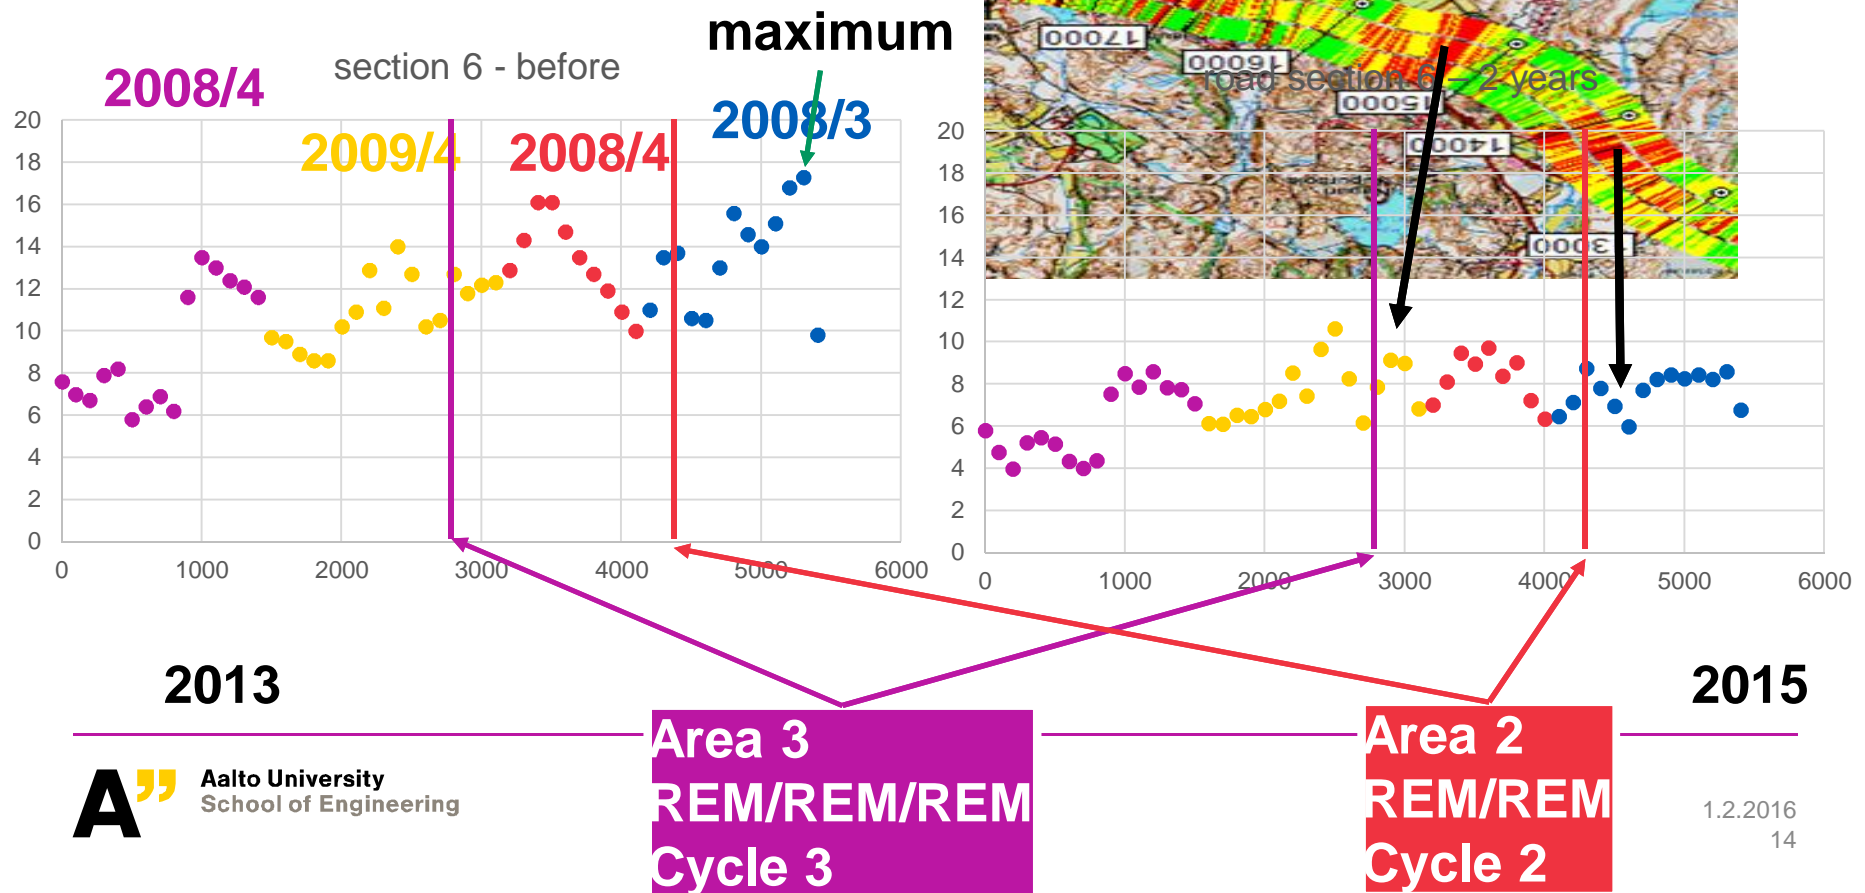 maximum
section 6 - before
2008/4
2009/4
2008/4
2008/3
20
18
16
14
12
10
8
6
4
2
0
0 1000 2000 3000 4000 5000 6000
17000
16000
road section 6 – 2 years
15000
14000
13000
20
18
16
14
12
10
8
6
4
2
0
0 1000 2000 3000 4000 5000 6000
2013
2015
Area 3
REM/REM/REM
Cycle 3
Area 2
REM/REM
Cycle 2
A”
Aalto University
School of Engineering
1.2.2016
14